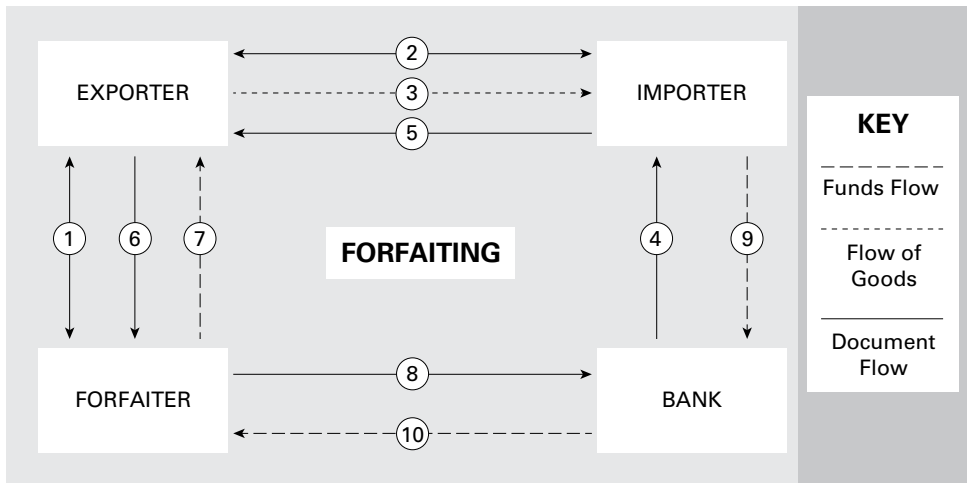 EXPORTER
2
3
5
IMPORTER
1
6
7
FORFAITING
4
9
FORFAITER
8
10
BANK
KEY
Funds Flow
Flow of
Goods
Document
Flow